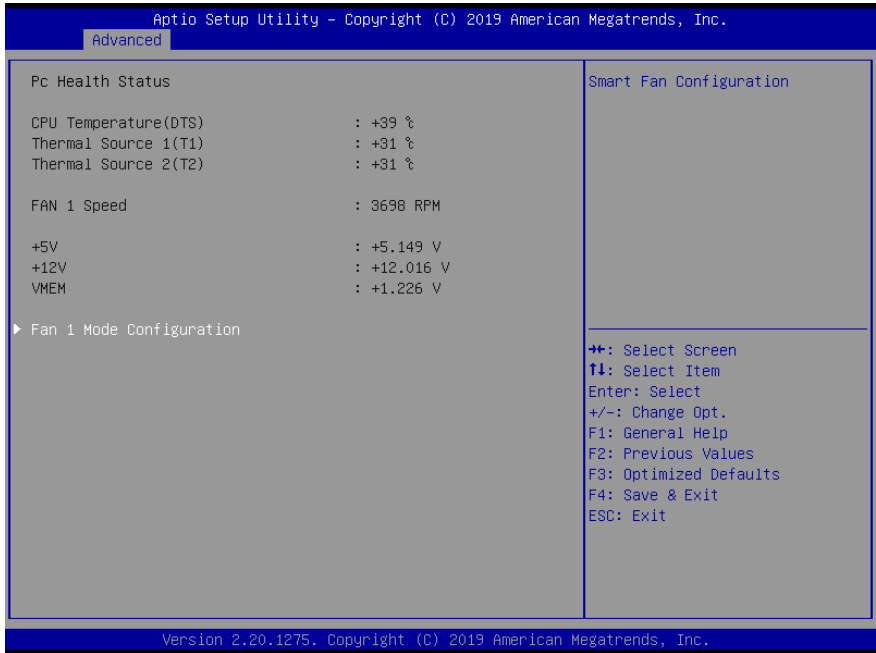 Aptio Setup Utility – Copyright (C) 2019 American Megatrends, Inc.
Advanced
Pc Health Status
CPU Temperature(DTS) : +39 ℃
Thermal Source 1(T1) : +31 ℃
Thermal Source 2(T2) : +31 ℃
FAN 1 Speed : 3698 RPM
+5V : +5.149 V
+12V : +12.016 V
VMEM : +1.226 V
▶ Fan 1 Mode Configuration
Smart Fan Configuration
→←: Select Screen
↑↓: Select Item
Enter: Select
+/-: Change Opt.
F1: General Help
F2: Previous Values
F3: Optimized Defaults
F4: Save & Exit
ESC: Exit
Version 2.20.1275. Copyright (C) 2019 American Megatrends, Inc.